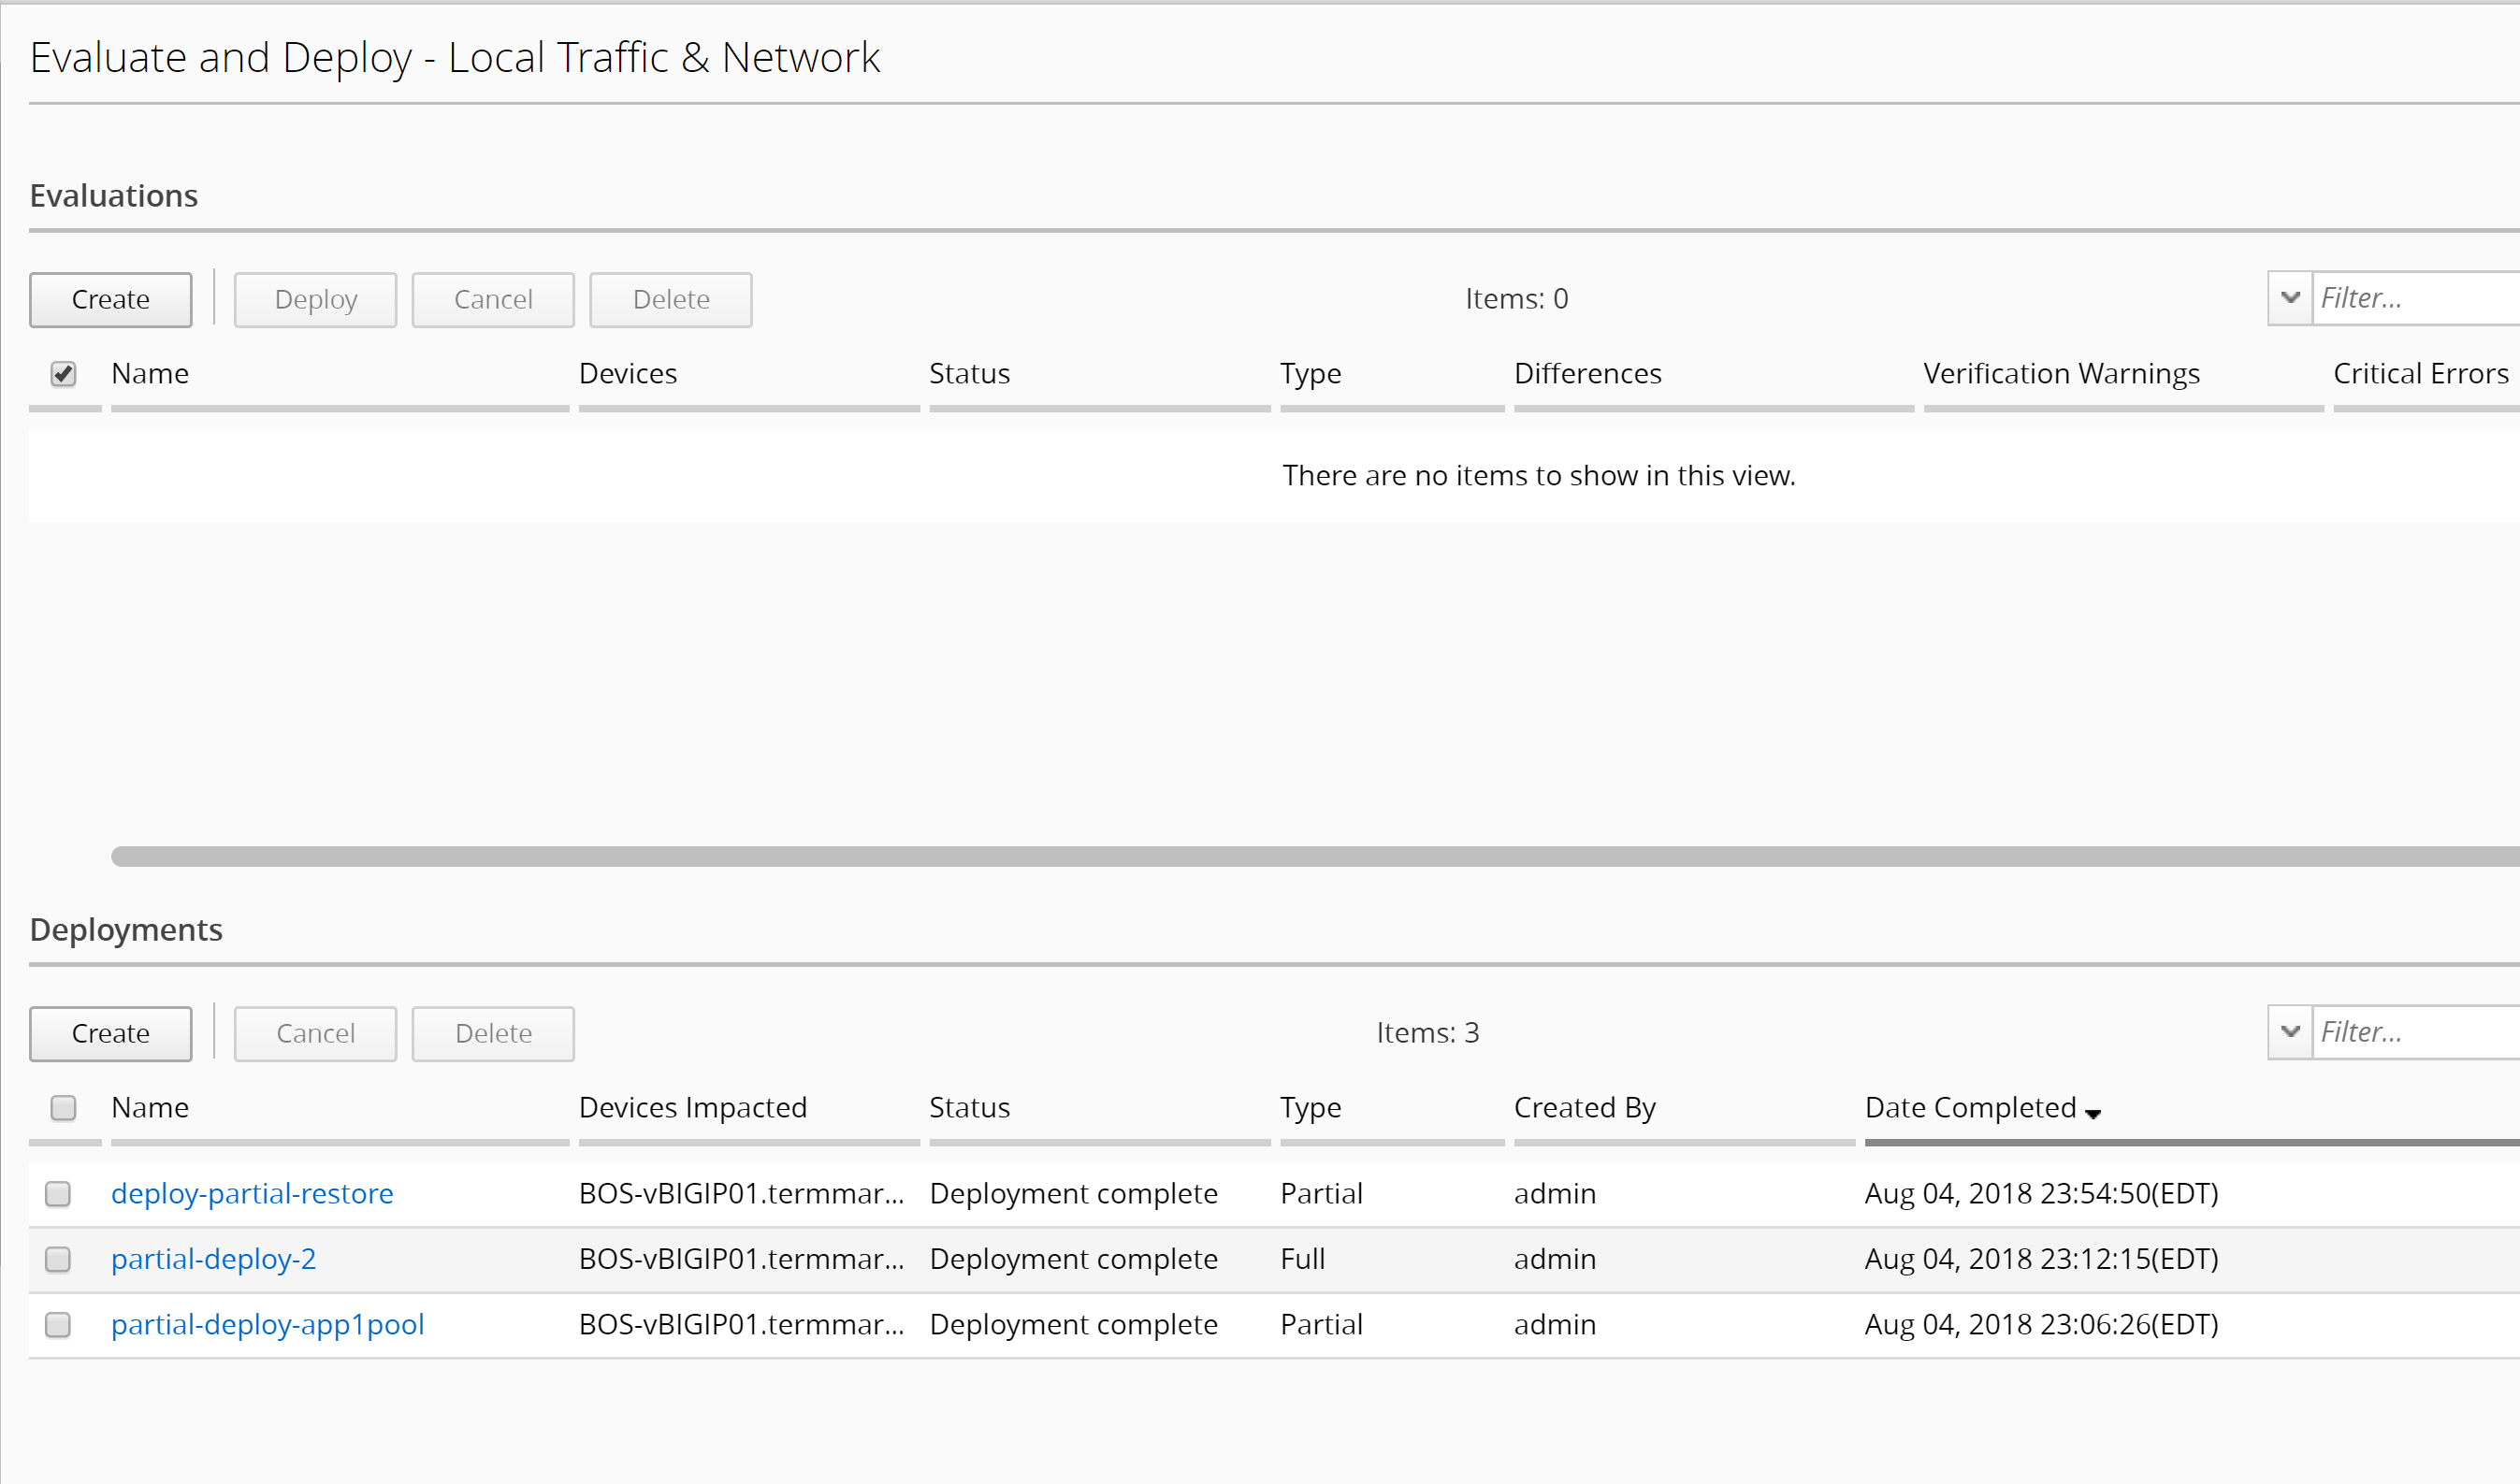 Evaluate and Deploy - Local Traffic & Network
Evaluations
Create Deploy Cancel Delete Items: 0 Filter...
Name Devices Status Type Differences Verification Warnings Critical Errors
There are no items to show in this view.
Deployments
Create Cancel Delete Items: 3 Filter...
Name Devices Impacted Status Type Created By Date Completed
deploy-partial-restore BOS-vBIGIP01.termmar... Deployment complete Partial admin Aug 04, 2018 23:54:50(EDT)
partial-deploy-2 BOS-vBIGIP01.termmar... Deployment complete Full admin Aug 04, 2018 23:12:15(EDT)
partial-deploy-app1pool BOS-vBIGIP01.termmar... Deployment complete Partial admin Aug 04, 2018 23:06:26(EDT)